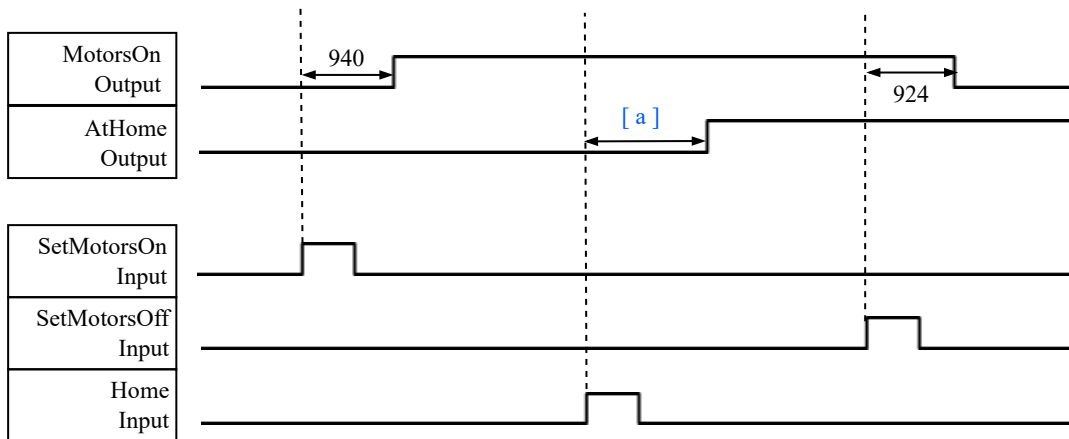 MotorsOn
Output
940
924
AtHome
Output
[ a ]
SetMotorsOn
Input
SetMotorsOff
Input
Home
Input